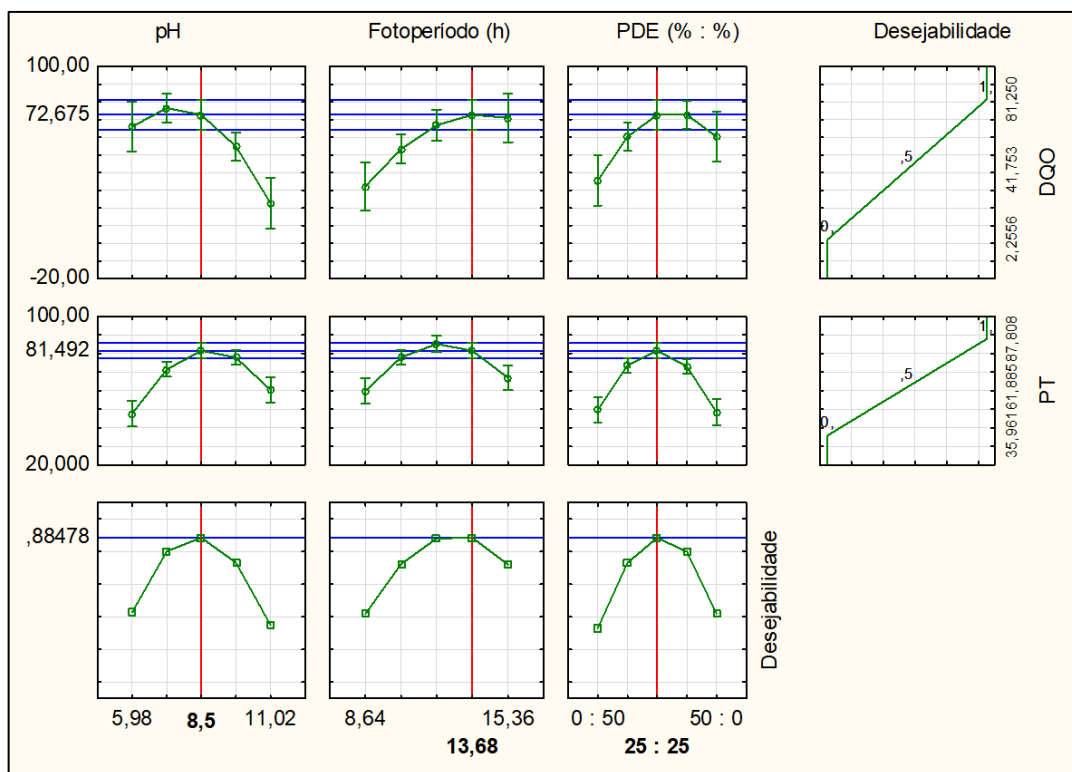 pH Fotoperíodo (h) PDE (% : %) Desejabilidade
100,00
72,675
-20,00
0, ,5 1,
2,2556 41,753 81,250
DQO
100,00
81,492
20,000
0, ,5 1,
35,961 61,885 87,808
PT
,88478
Desejabilidade
5,98 8,5 11,02 8,64 15,36 0 : 50 50 : 0
13,68 25 : 25